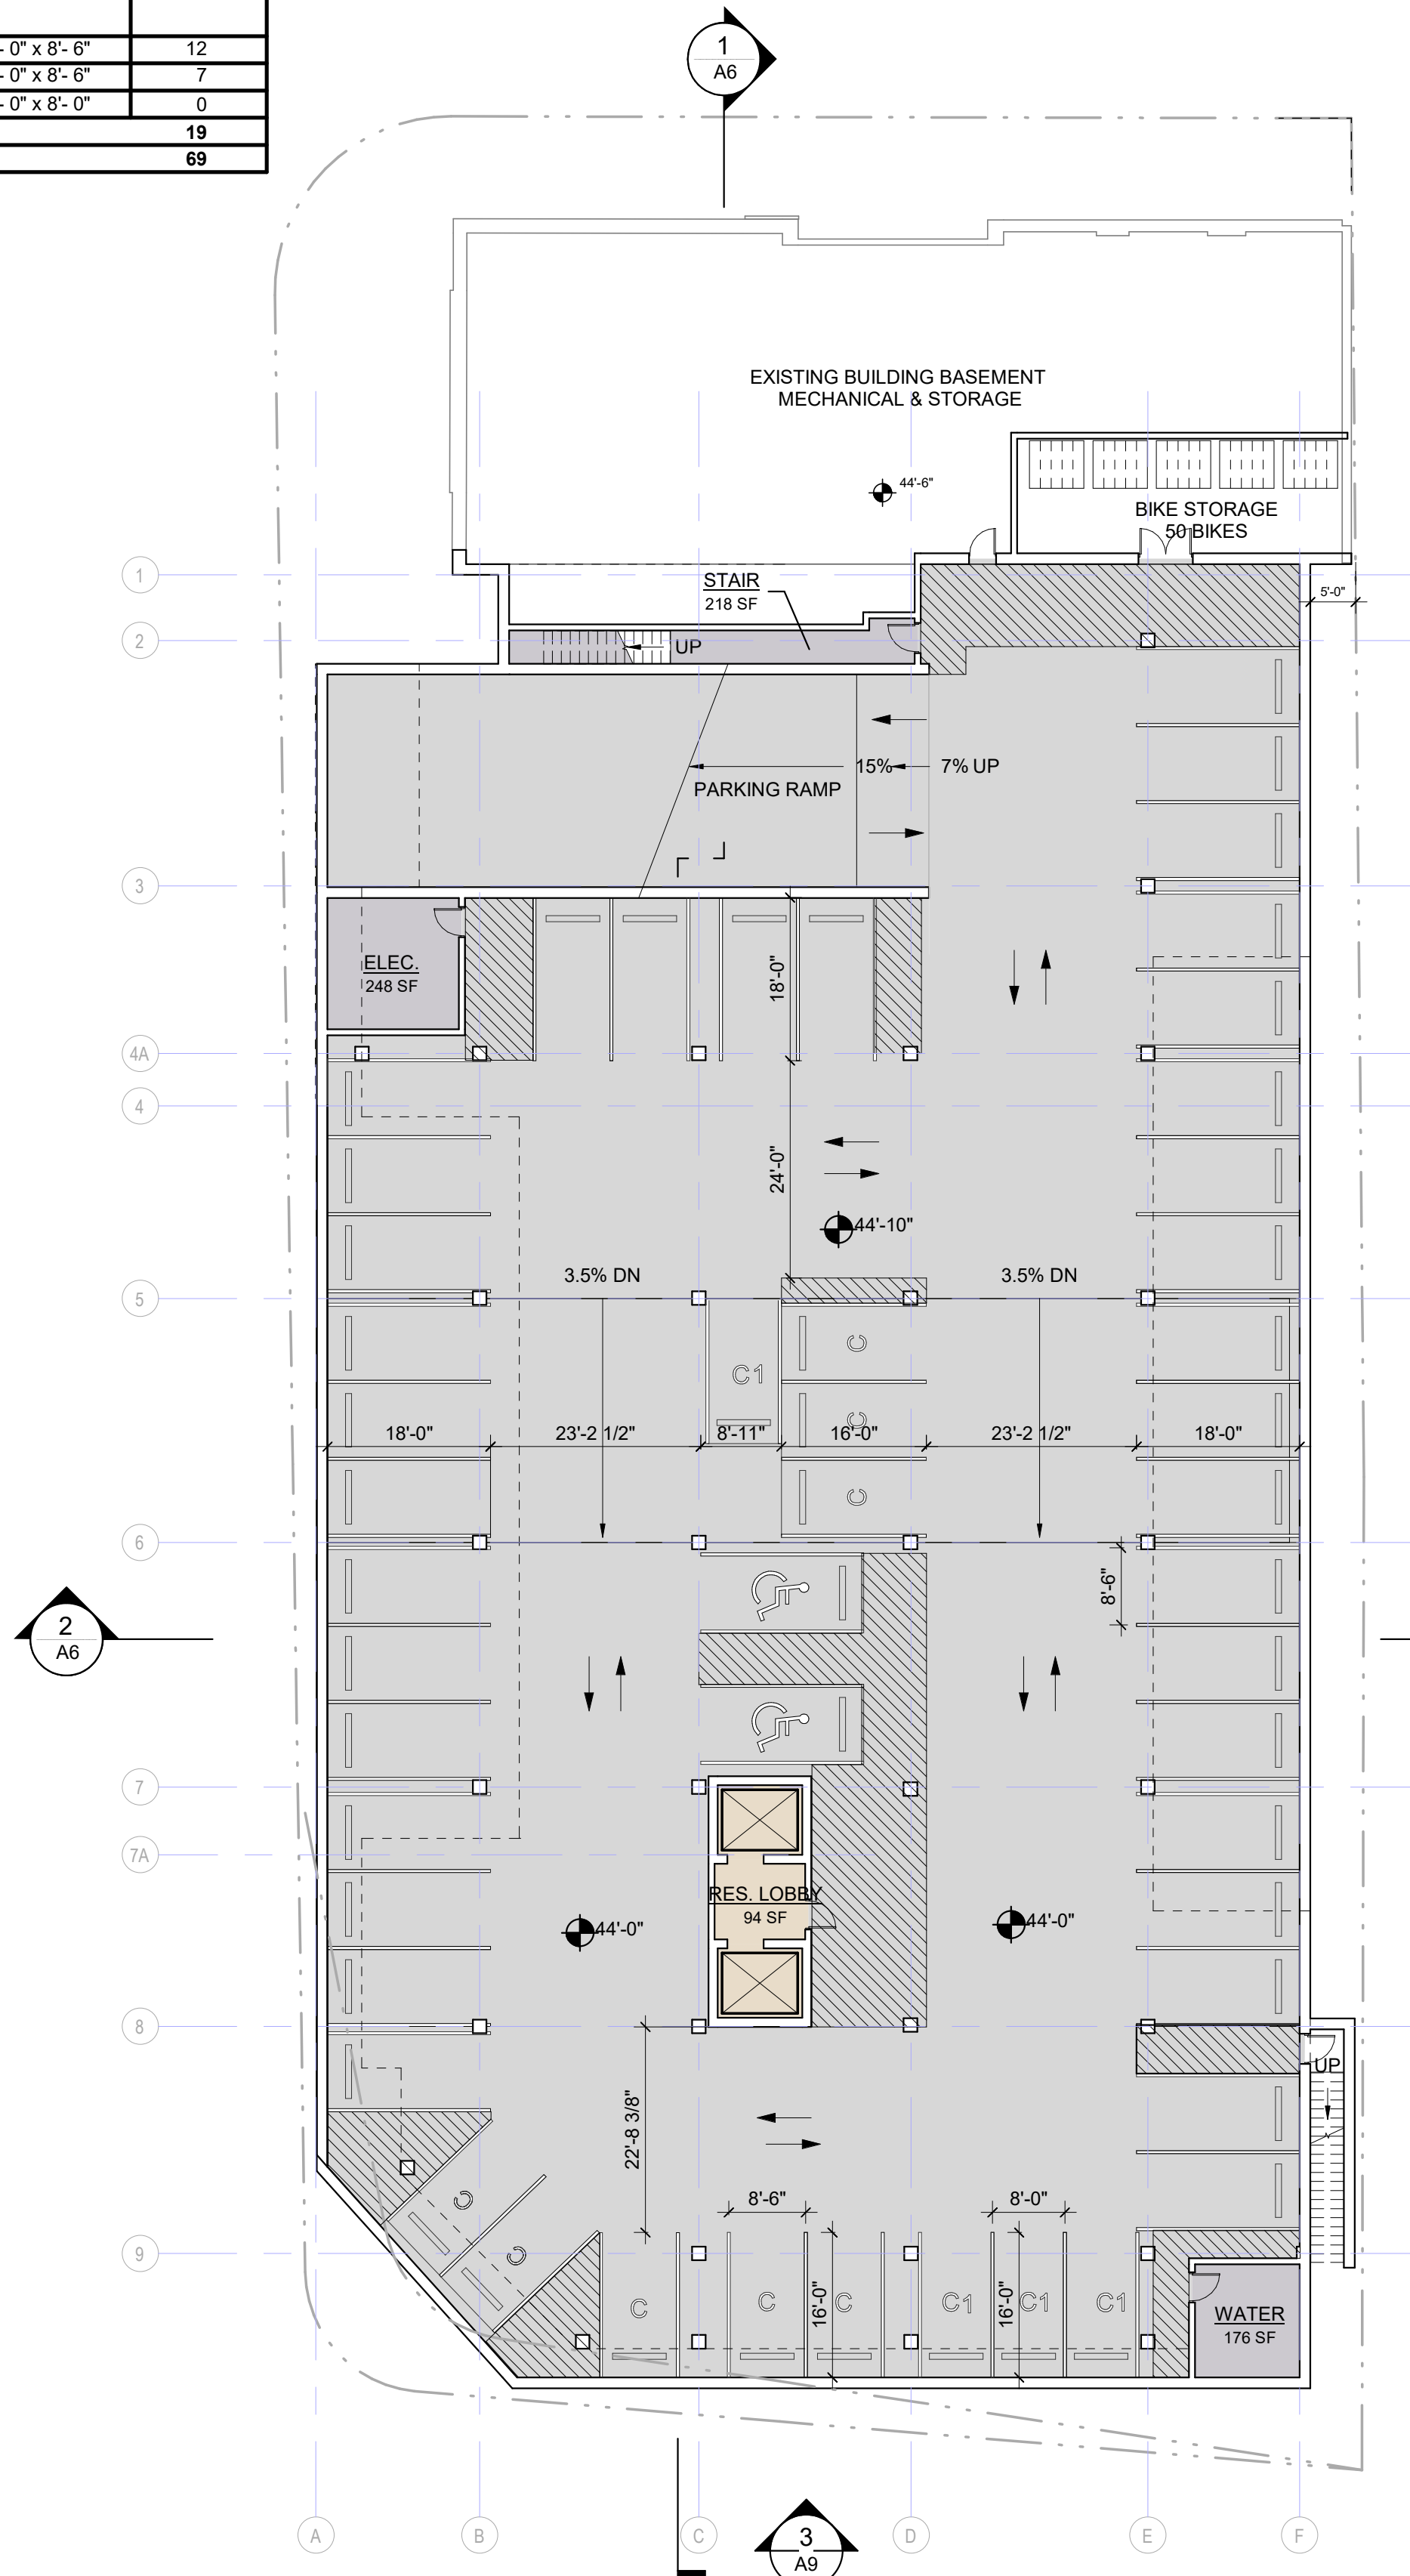 - 0" x 8'- 6" 12
- 0" x 8'- 6" 7
- 0" x 8'- 0" 0
19
69
1
A6
EXISTING BUILDING BASEMENT
MECHANICAL & STORAGE
44'-6"
BIKE STORAGE
50 BIKES
1
STAIR
218 SF
5'-0"
2
UP
15%
7% UP
PARKING RAMP
3
ELEC.
248 SF
18'-0"
4A
4
24'-0"
44'-10"
3.5% DN
3.5% DN
5
C
C1
C
18'-0"
23'-2 1/2"
8'-11"
16'-0"
23'-2 1/2"
18'-0"
C
6
8'-6"
2
A6
7
7A
RES. LOBBY
94 SF
44'-0"
44'-0"
8
UP
22'-8 3/8"
8'-6"
8'-0"
C
C
9
C
C
16'-0"
C
C1
16'-0"
C1
C1
WATER
176 SF
A
B
C
D
E
F
3
A9